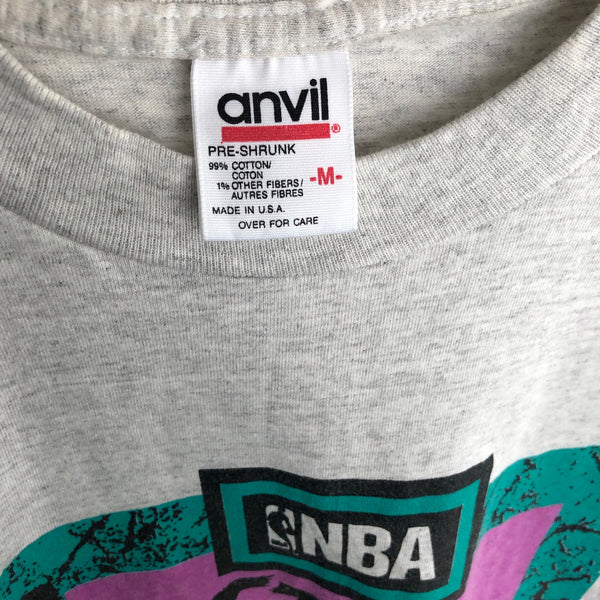 anvil
®
PRE-SHRUNK
99% COTTON/
COTON
1% OTHER FIBERS/
AUTRES FIBRES
-M-
MADE IN U.S.A.
OVER FOR CARE
NBA